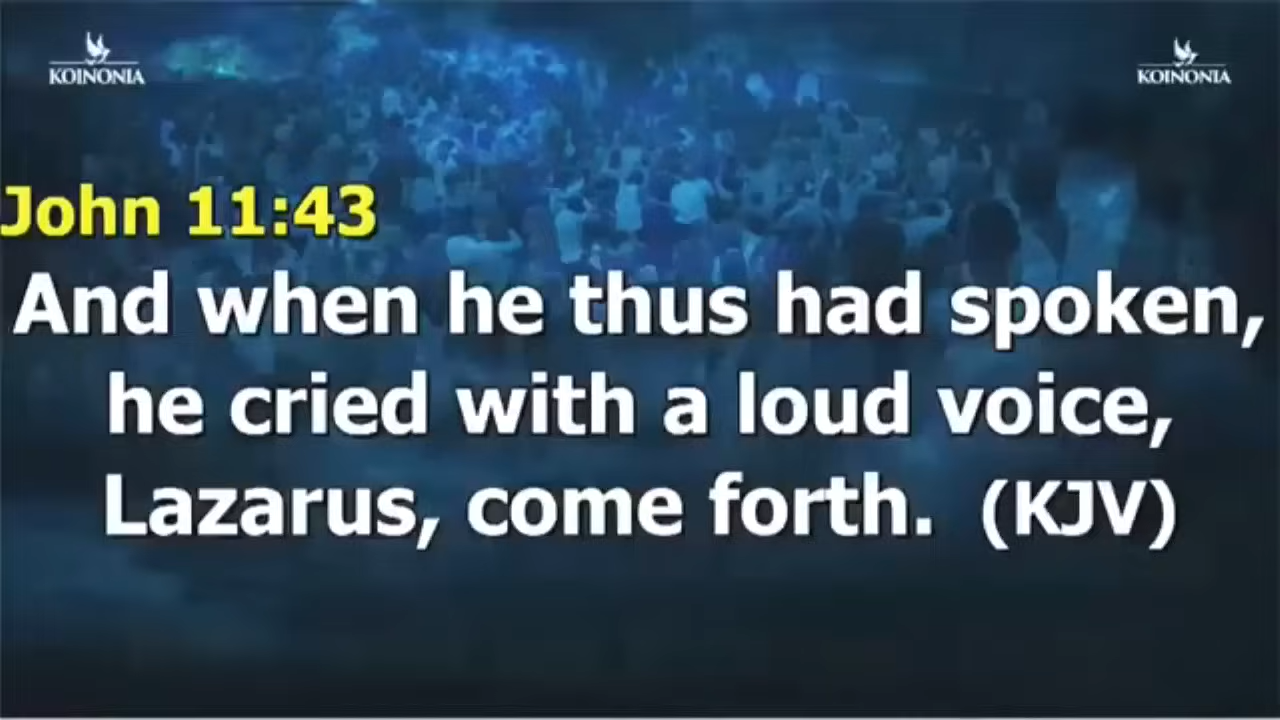 KOINONIA
KOINONIA
John 11:43
And when he thus had spoken,
he cried with a loud voice,
Lazarus, come forth. (KJV)